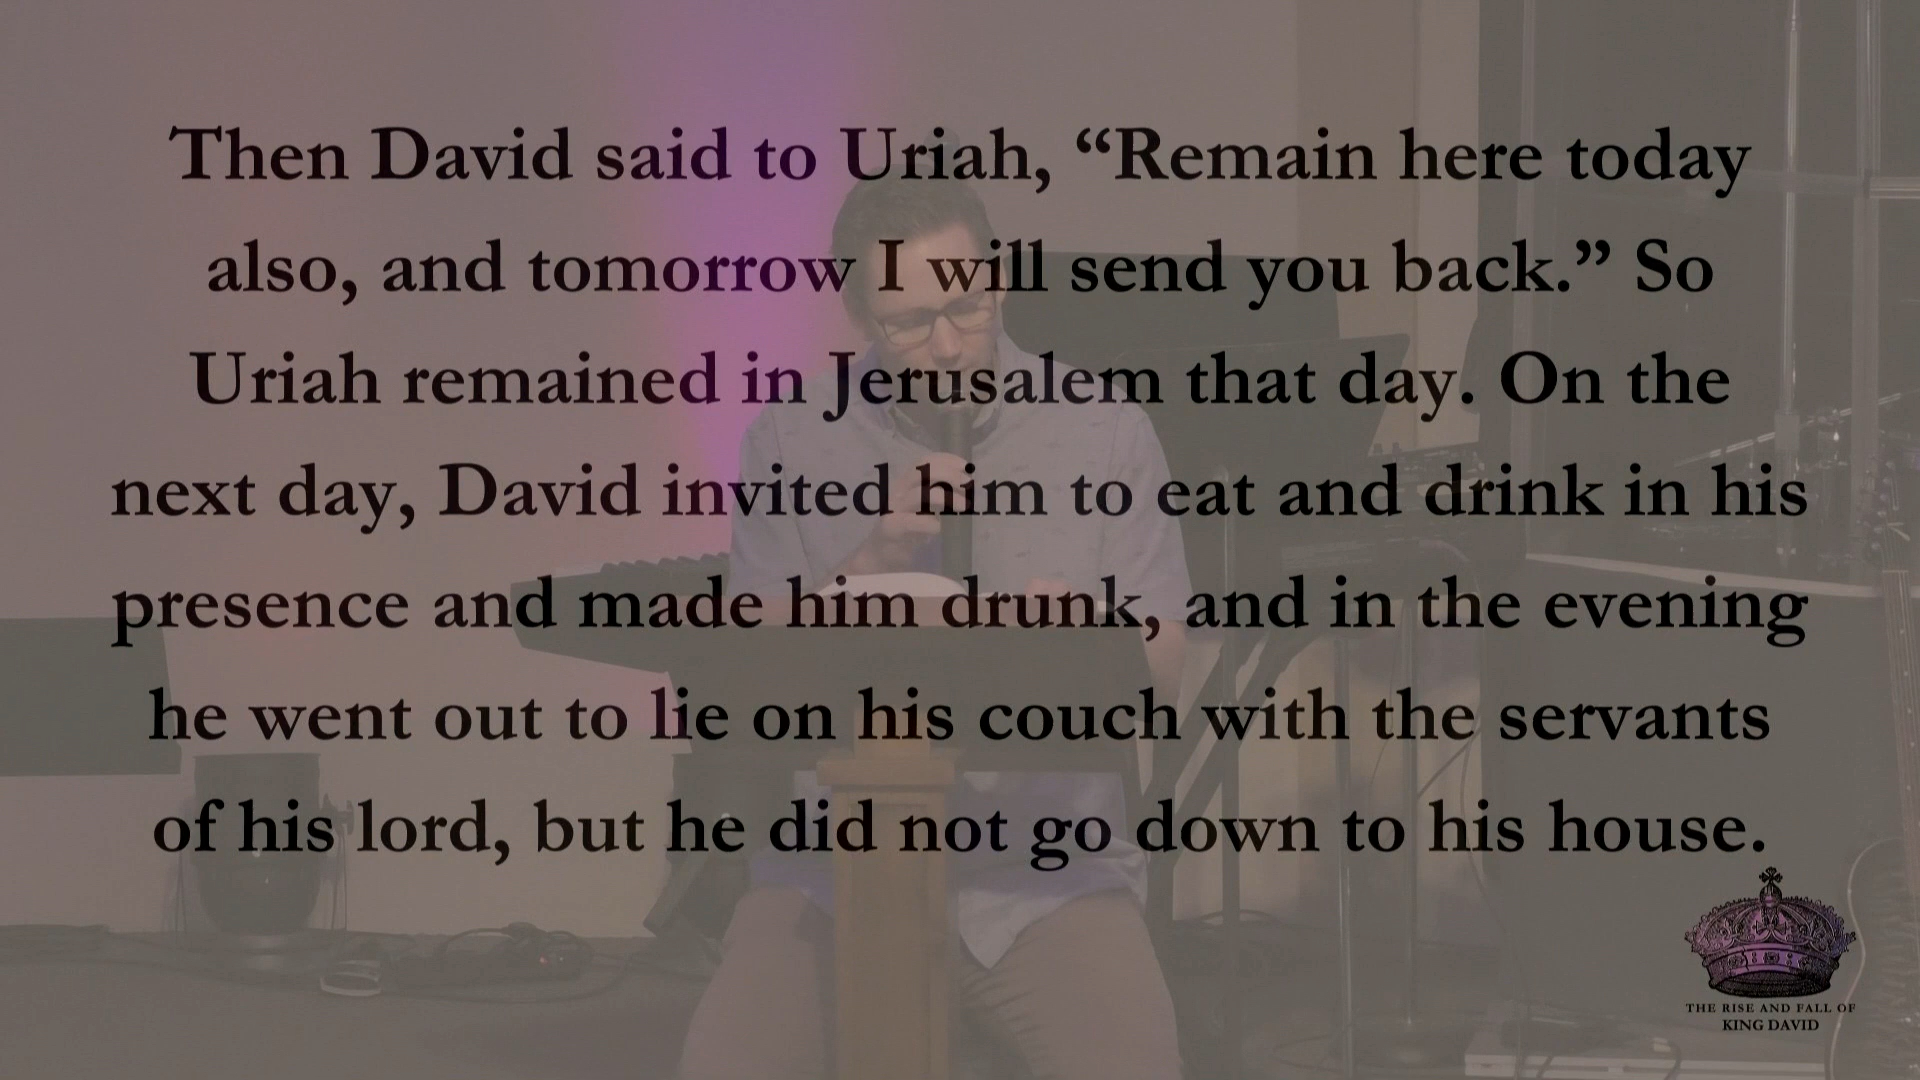 Then David said to Uriah, “Remain here today
also, and tomorrow I will send you back.” So
Uriah remained in Jerusalem that day. On the
next day, David invited him to eat and drink in his
presence and made him drunk, and in the evening
he went out to lie on his couch with the servants
of his lord, but he did not go down to his house.
THE RISE AND FALL OF
KING DAVID